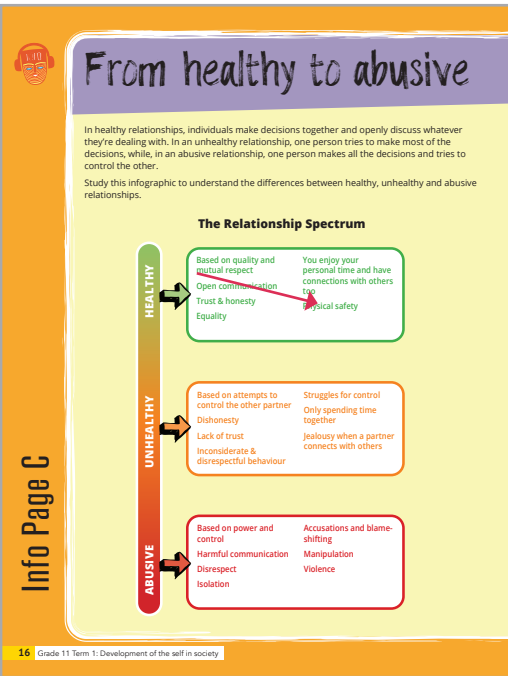 From healthy to abusive
In healthy relationships, individuals make decisions together and openly discuss whatever
they're dealing with. In an unhealthy relationship, one person tries to make most of the
decisions, while, in an abusive relationship, one person makes all the decisions and tries to
control the other.
Study this infographic to understand the differences between healthy, unhealthy and abusive
relationships.
The Relationship Spectrum
HEALTHY
Based on quality and
mutual respect
Open communication
Trust & honesty
Equality
You enjoy your
personal time and have
connections with others
too
Physical safety
UNHEALTHY
Based on attempts to
control the other partner
Dishonesty
Lack of trust
Inconsiderate &
disrespectful behaviour
Struggles for control
Only spending time
together
Jealousy when a partner
connects with others
ABUSIVE
Based on power and
control
Harmful communication
Disrespect
Isolation
Accusations and blame-
shifting
Manipulation
Violence
Info Page C
16 Grade 11 Term 1: Development of the self in society